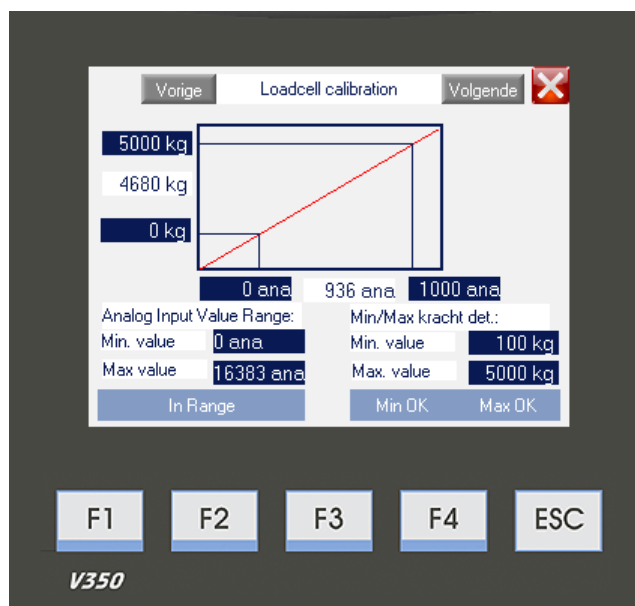 Vorige Loadcell calibration Volgende
5000 kg
4680 kg
0 kg
0 ana 936 ana 1000 ana
Analog Input Value Range: Min/Max kracht det.:
Min. value 0 ana Min. value 100 kg
Max value 16383 ana Max. value 5000 kg
In Range Min OK Max OK
F1 F2 F3 F4 ESC
V350